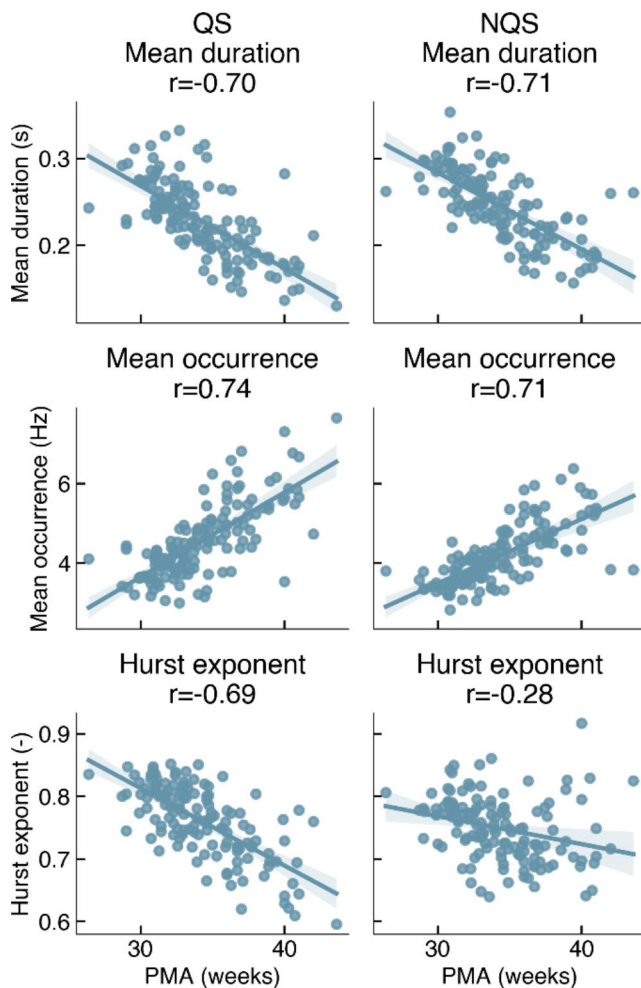 QS
Mean duration
r=-0.70
NQS
Mean duration
r=-0.71
Mean duration (s)
0.3
0.2
Mean occurrence
r=0.74
Mean occurrence
r=0.71
Mean occurrence (Hz)
6
4
Hurst exponent
r=-0.69
Hurst exponent
r=-0.28
Hurst exponent (-)
0.9
0.8
0.7
0.6
30 40
PMA (weeks)
30 40
PMA (weeks)